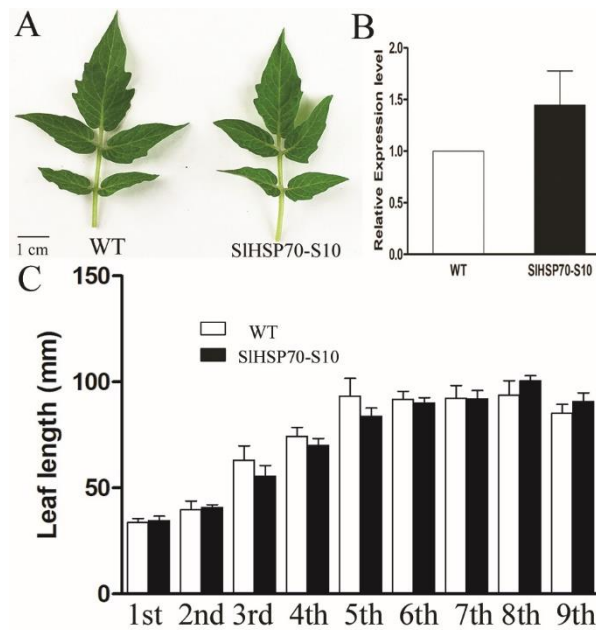 A
1 cm
WT
SlHSP70-S10
B
Relative Expression level
2.0
1.5
1.0
0.5
0.0
WT
SlHSP70-S10
C
Leaf length (mm)
150
100
50
0
WT
SlHSP70-S10
1st 2nd 3rd 4th 5th 6th 7th 8th 9th